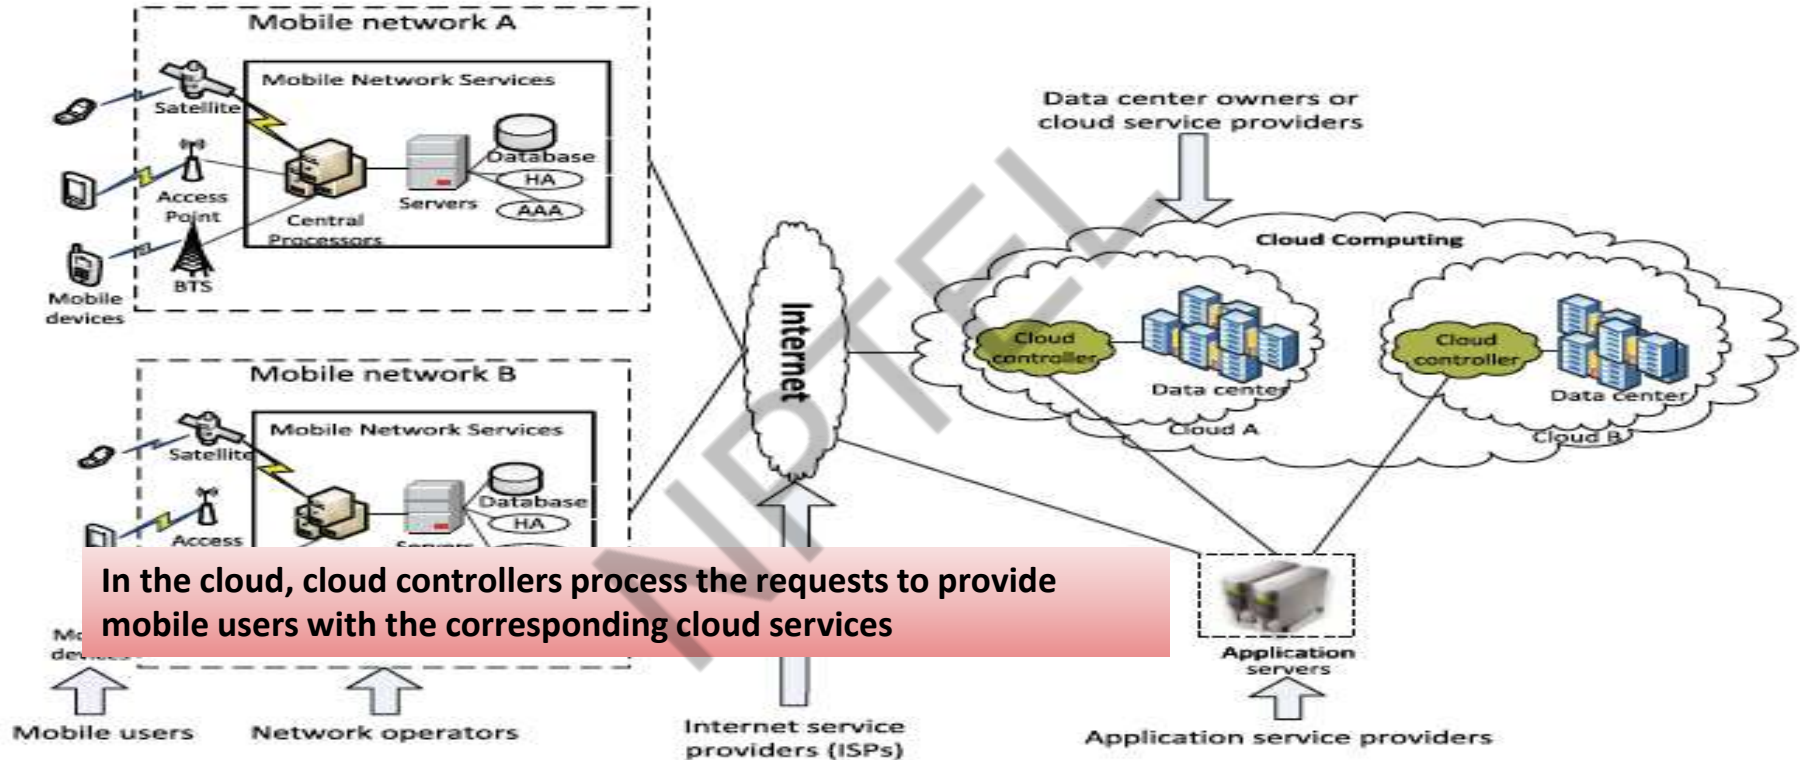 Mobile network A
Mobile Network Services
Satellite
Database
HA
AAA
Servers
Access
Point
Central
Processors
BTS
Mobile
devices
Mobile network B
Mobile Network Services
Satellite
Database
HA
Servers
Access
In the cloud, cloud controllers process the requests to provide
mobile users with the corresponding cloud services
Mobile users
Network operators
Internet
Internet service
providers (ISPs)
Data center owners or
cloud service providers
Cloud Computing
Cloud
controller
Data center
Cloud A
Cloud
controller
Data center
Cloud B
Application
servers
Application service providers
NPTEL